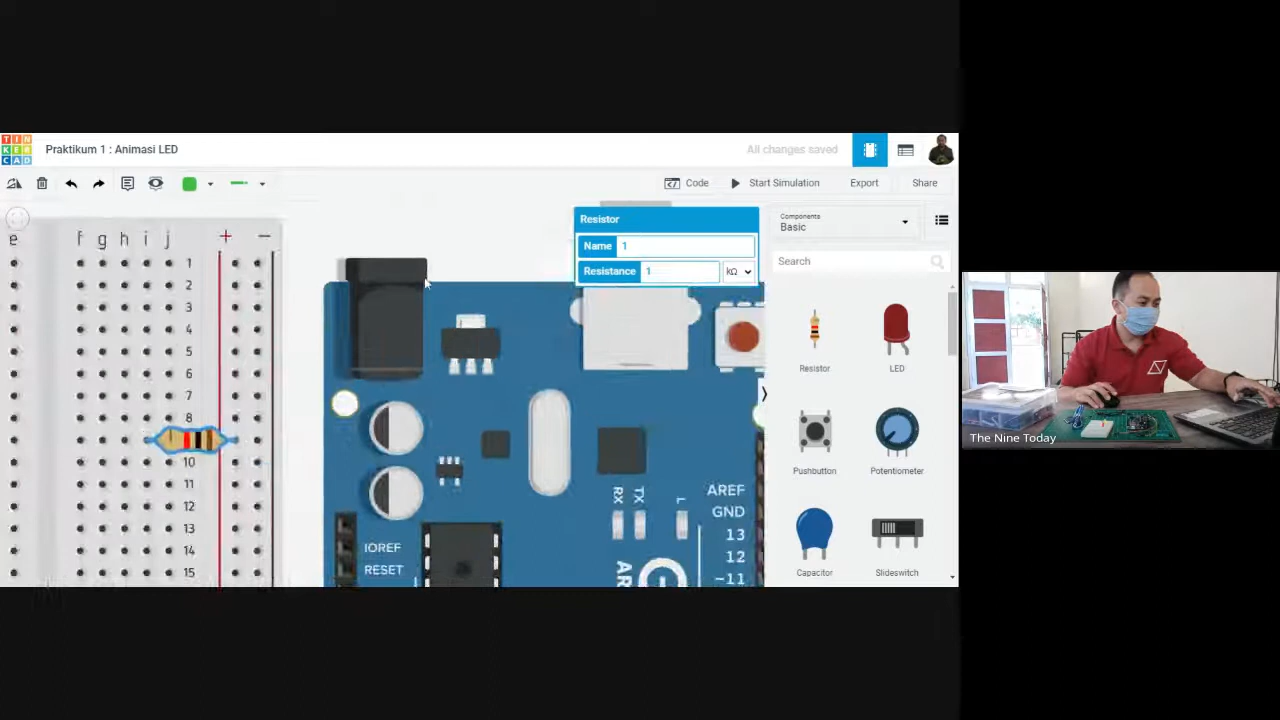 TIN
KER
CAD
Praktikum 1 : Animasi LED
All changes saved
Code
Start Simulation
Export
Share
e
f g h i j
+ −
1
2
3
4
5
6
7
8
10
11
12
13
14
15
Resistor
Name 1
Resistance 1 kΩ
Components
Basic
Search
Resistor
LED
Pushbutton
Potentiometer
Capacitor
Slideswitch
IOREF
RESET
RX
TX
L
AREF
GND
13
12
~11
AR
The Nine Today